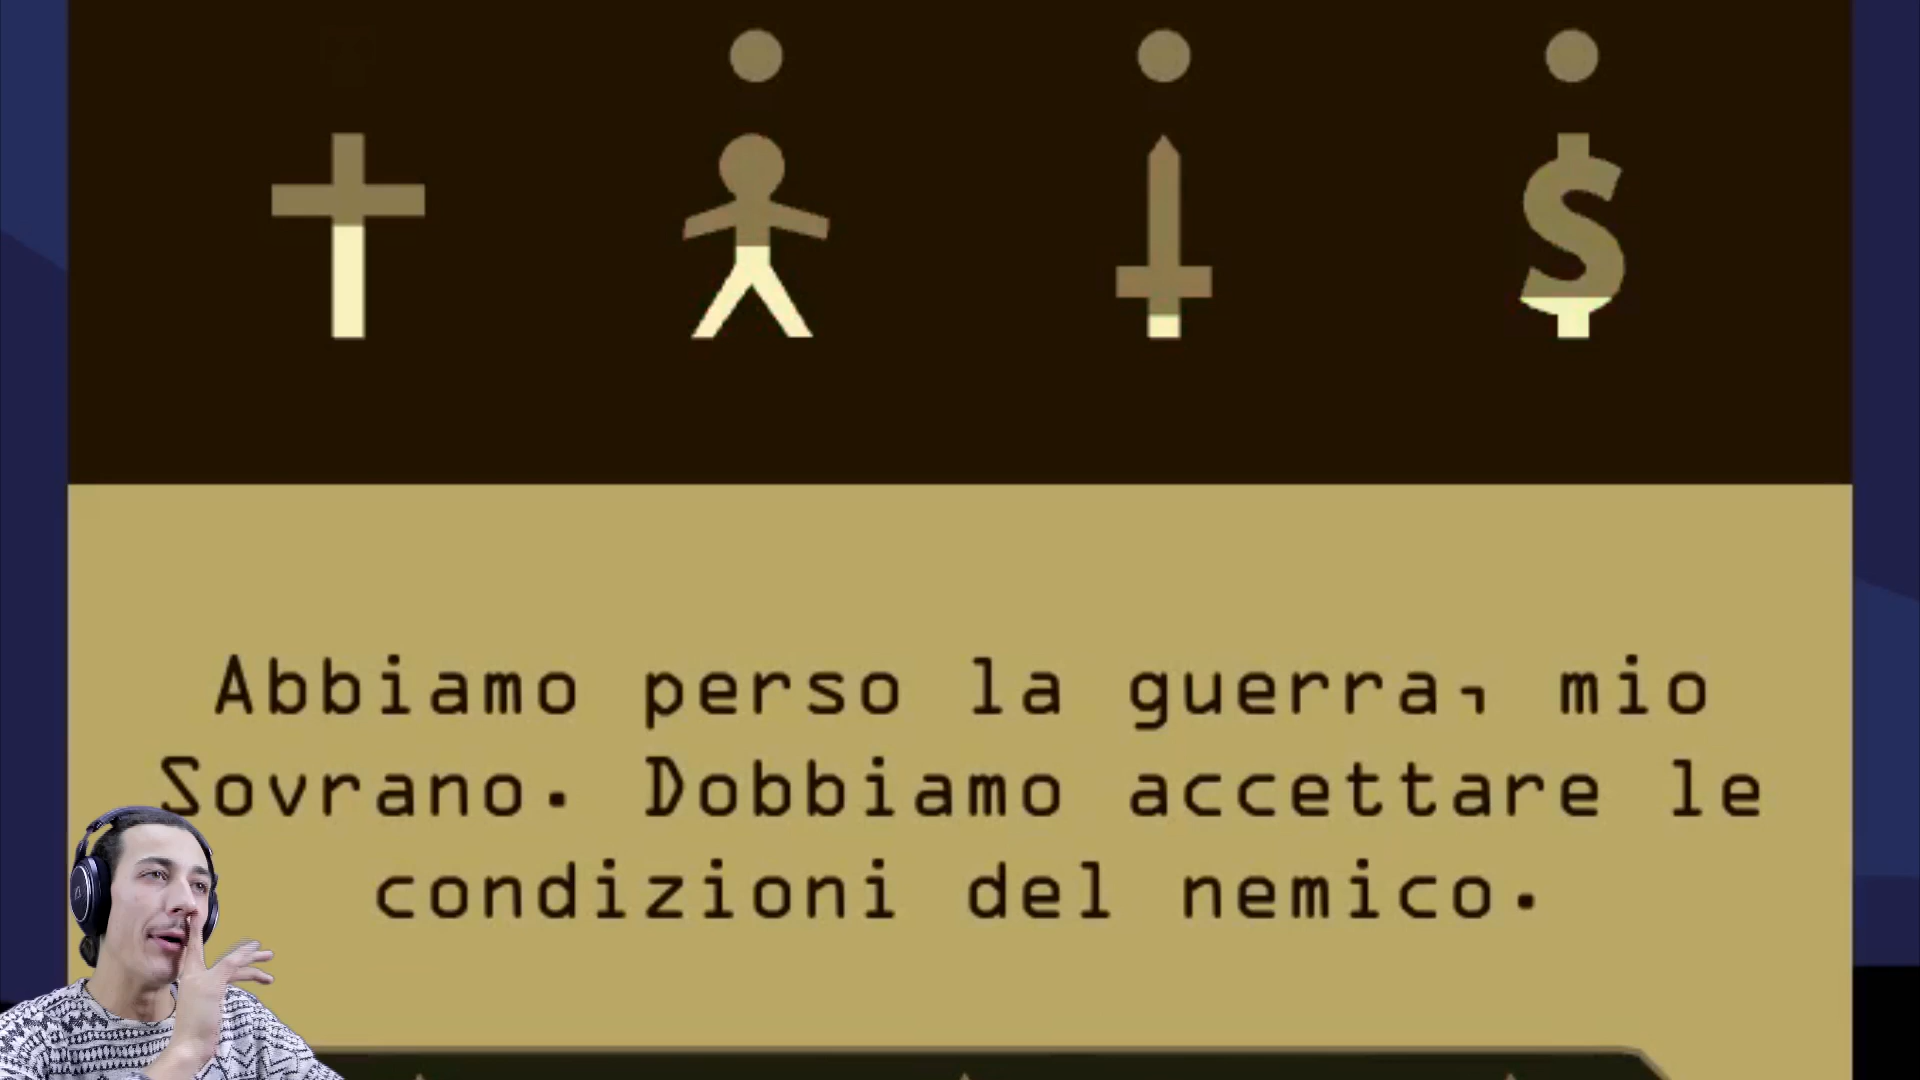 Abbiamo perso la guerra, mio
Sovrano. Dobbiamo accettare le
condizioni del nemico.